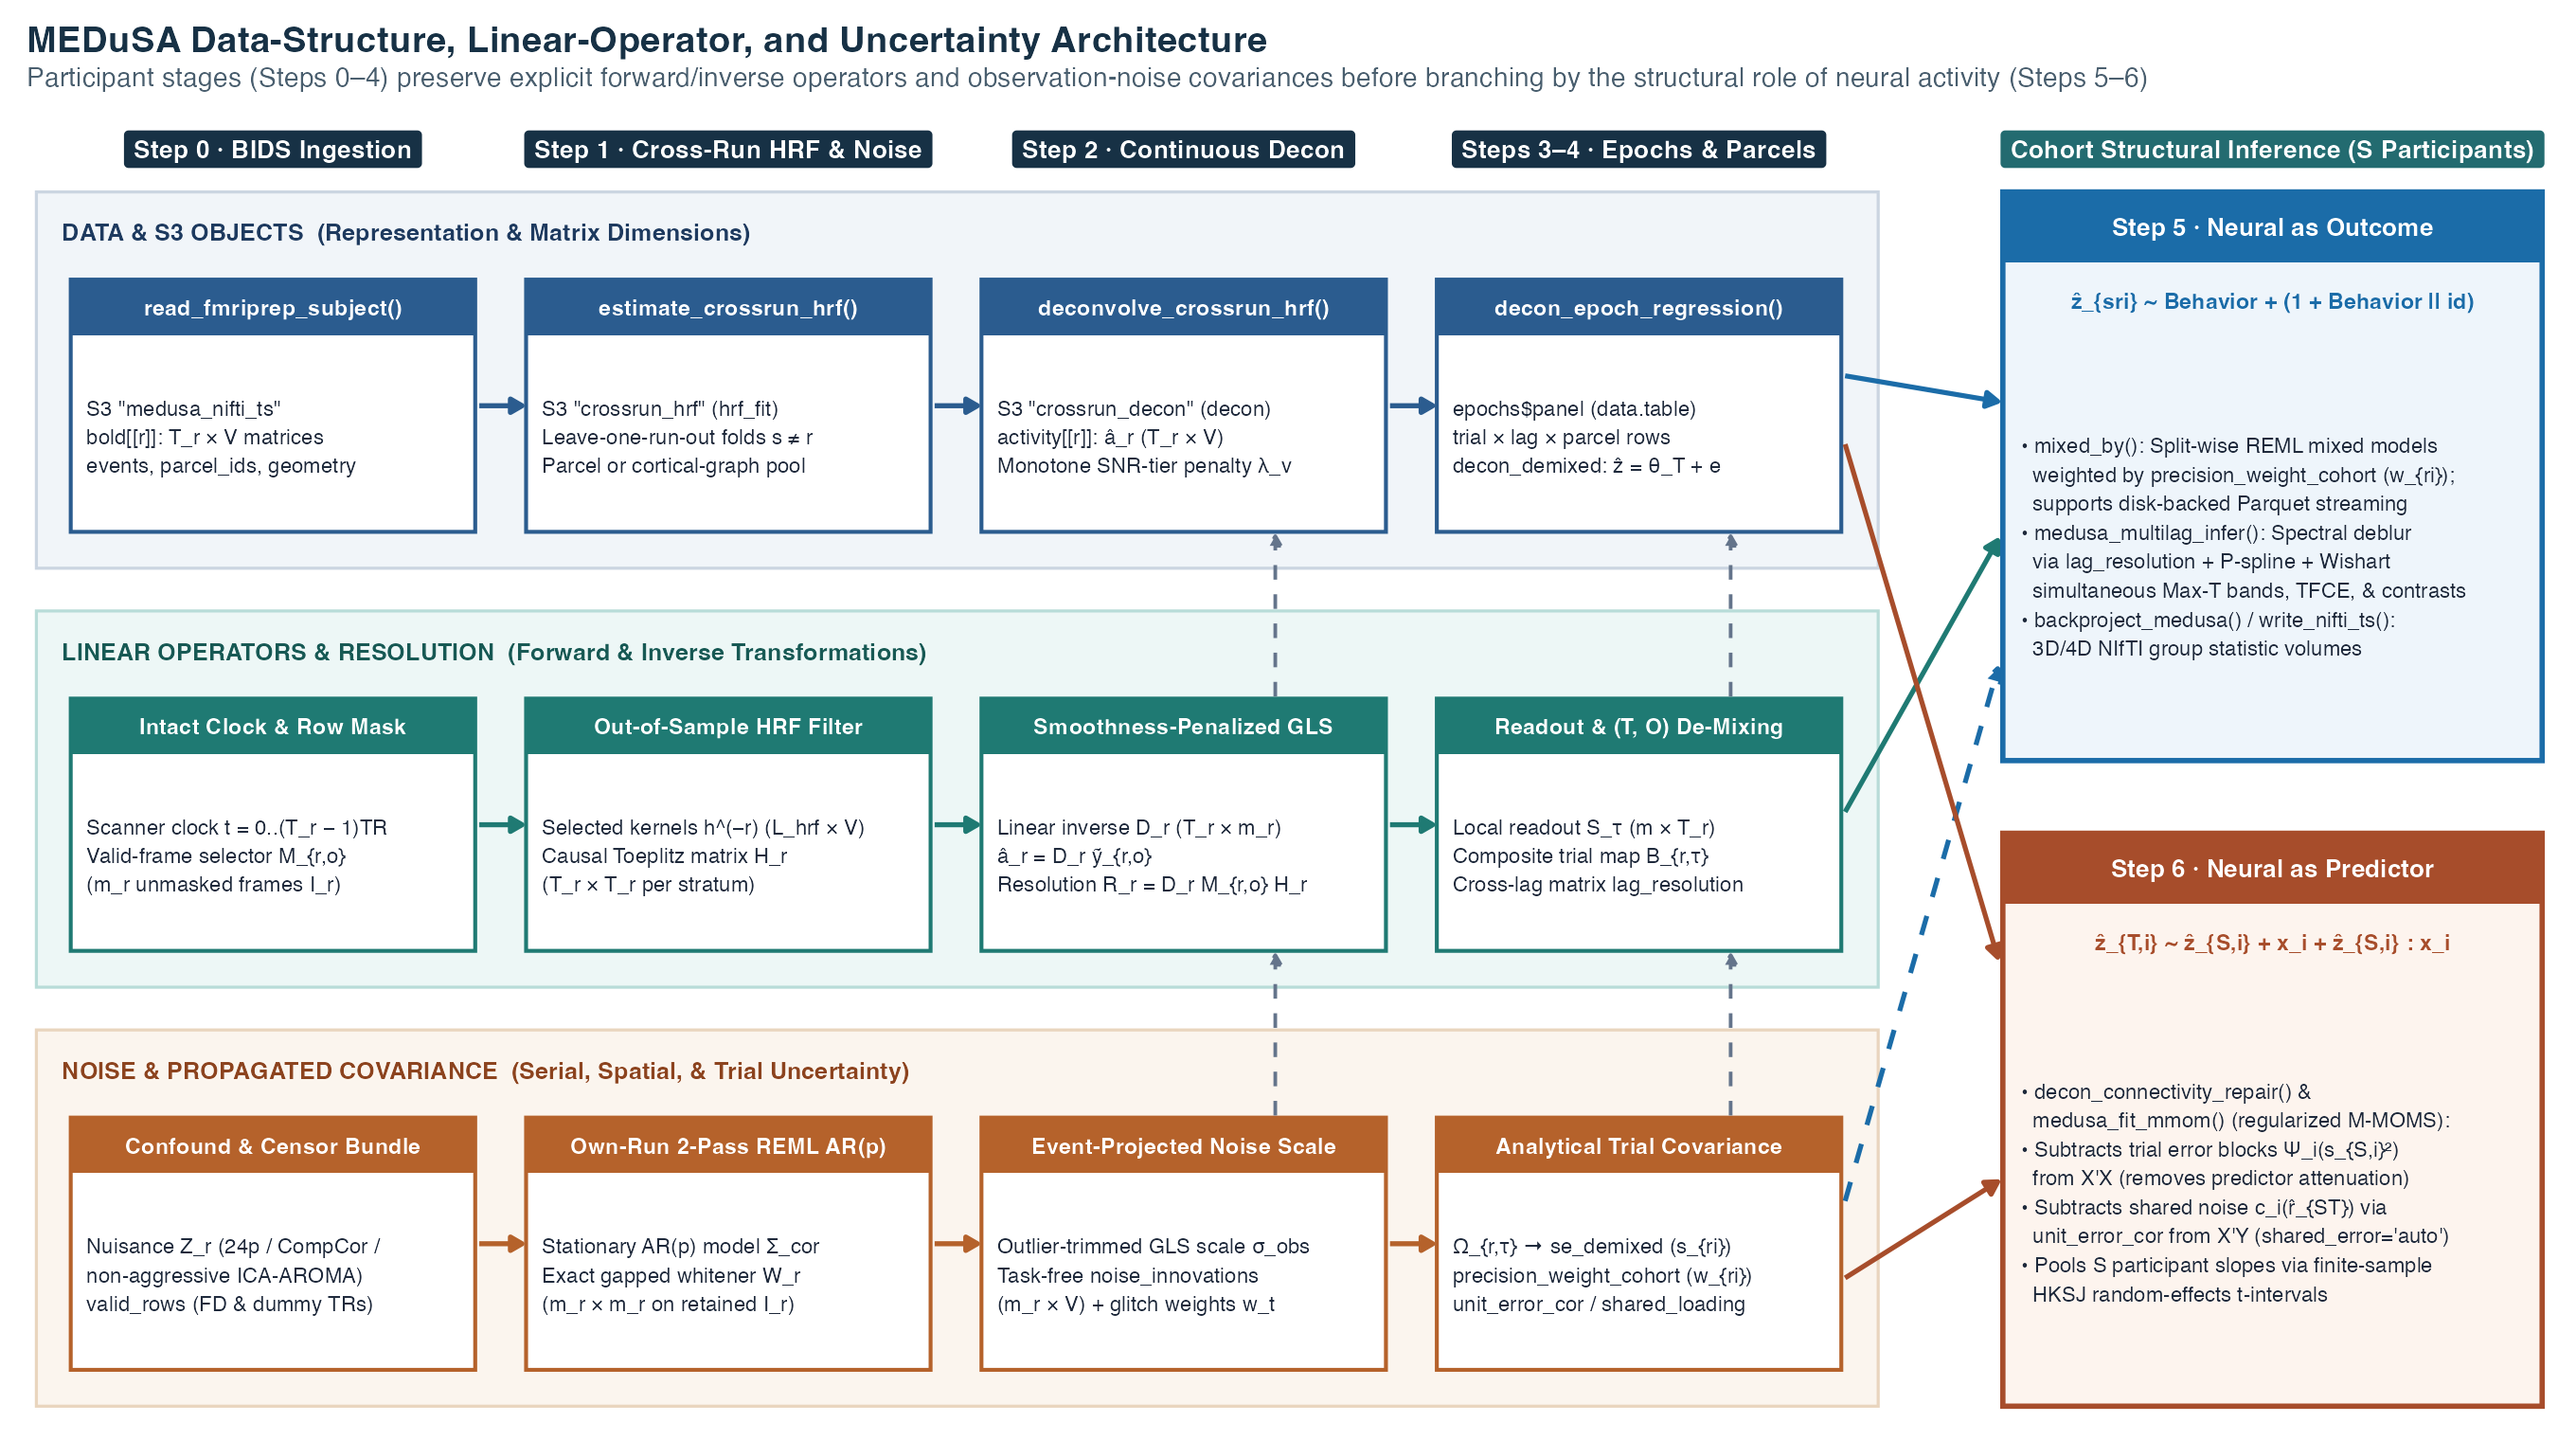 MEDuSA Data-Structure, Linear-Operator, and Uncertainty Architecture
Participant stages (Steps 0–4) preserve explicit forward/inverse operators and observation-noise covariances before branching by the structural role of neural activity (Steps 5–6)
Step 0 · BIDS Ingestion
Step 1 · Cross-Run HRF & Noise
Step 2 · Continuous Decon
Steps 3–4 · Epochs & Parcels
Cohort Structural Inference (S Participants)
DATA & S3 OBJECTS (Representation & Matrix Dimensions)
read_fmriprep_subject()
S3 "medusa_nifti_ts"
bold[[r]]: T_r × V matrices
events, parcel_ids, geometry
estimate_crossrun_hrf()
S3 "crossrun_hrf" (hrf_fit)
Leave-one-run-out folds s ≠ r
Parcel or cortical-graph pool
deconvolve_crossrun_hrf()
S3 "crossrun_decon" (decon)
activity[[r]]: â_r (T_r × V)
Monotone SNR-tier penalty λ_v
decon_epoch_regression()
epochs$panel (data.table)
trial × lag × parcel rows
decon_demixed: ẑ = θ_T + e
LINEAR OPERATORS & RESOLUTION (Forward & Inverse Transformations)
Intact Clock & Row Mask
Scanner clock t = 0..(T_r − 1)TR
Valid-frame selector M_{r,o}
(m_r unmasked frames I_r)
Out-of-Sample HRF Filter
Selected kernels h^(−r) (L_hrf × V)
Causal Toeplitz matrix H_r
(T_r × T_r per stratum)
Smoothness-Penalized GLS
Linear inverse D_r (T_r × m_r)
â_r = D_r ỹ_{r,o}
Resolution R_r = D_r M_{r,o} H_r
Readout & (T, O) De-Mixing
Local readout S_τ (m × T_r)
Composite trial map B_{r,τ}
Cross-lag matrix lag_resolution
NOISE & PROPAGATED COVARIANCE (Serial, Spatial, & Trial Uncertainty)
Confound & Censor Bundle
Nuisance Z_r (24p / CompCor /
non-aggressive ICA-AROMA)
valid_rows (FD & dummy TRs)
Own-Run 2-Pass REML AR(p)
Stationary AR(p) model Σ_cor
Exact gapped whitener W_r
(m_r × m_r on retained I_r)
Event-Projected Noise Scale
Outlier-trimmed GLS scale σ_obs
Task-free noise_innovations
(m_r × V) + glitch weights w_t
Analytical Trial Covariance
Ω_{r,τ} → se_demixed (s_{ri})
precision_weight_cohort (w_{ri})
unit_error_cor / shared_loading
Step 5 · Neural as Outcome
ẑ_{sri} ~ Behavior + (1 + Behavior || id)
• mixed_by(): Split-wise REML mixed models
weighted by precision_weight_cohort (w_{ri});
supports disk-backed Parquet streaming
• medusa_multilag_infer(): Spectral deblur
via lag_resolution + P-spline + Wishart
simultaneous Max-T bands, TFCE, & contrasts
• backproject_medusa() / write_nifti_ts():
3D/4D NIfTI group statistic volumes
Step 6 · Neural as Predictor
ẑ_{T,i} ~ ẑ_{S,i} + x_i + ẑ_{S,i} : x_i
• decon_connectivity_repair() &
medusa_fit_mmom() (regularized M-MOMS):
• Subtracts trial error blocks Ψ_i(s_{S,i}²)
from X'X (removes predictor attenuation)
• Subtracts shared noise c_i(r̂_{ST}) via
unit_error_cor from X'Y (shared_error='auto')
• Pools S participant slopes via finite-sample
HKSJ random-effects t-intervals